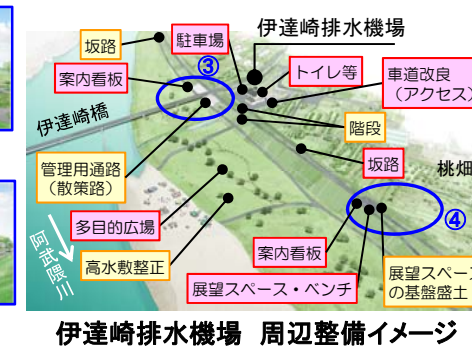 坂路
駐車場
伊達崎排水機場
③
案内看板
トイレ等
車道改良
（アクセス）
伊達崎橋
階段
管理用通路
（散策路）
坂路
桃畑
多目的広場
④
阿武隈川
高水敷整正
案内看板
展望スペース・ベンチ
展望スペース
の基盤盛土
伊達崎排水機場 周辺整備イメージ